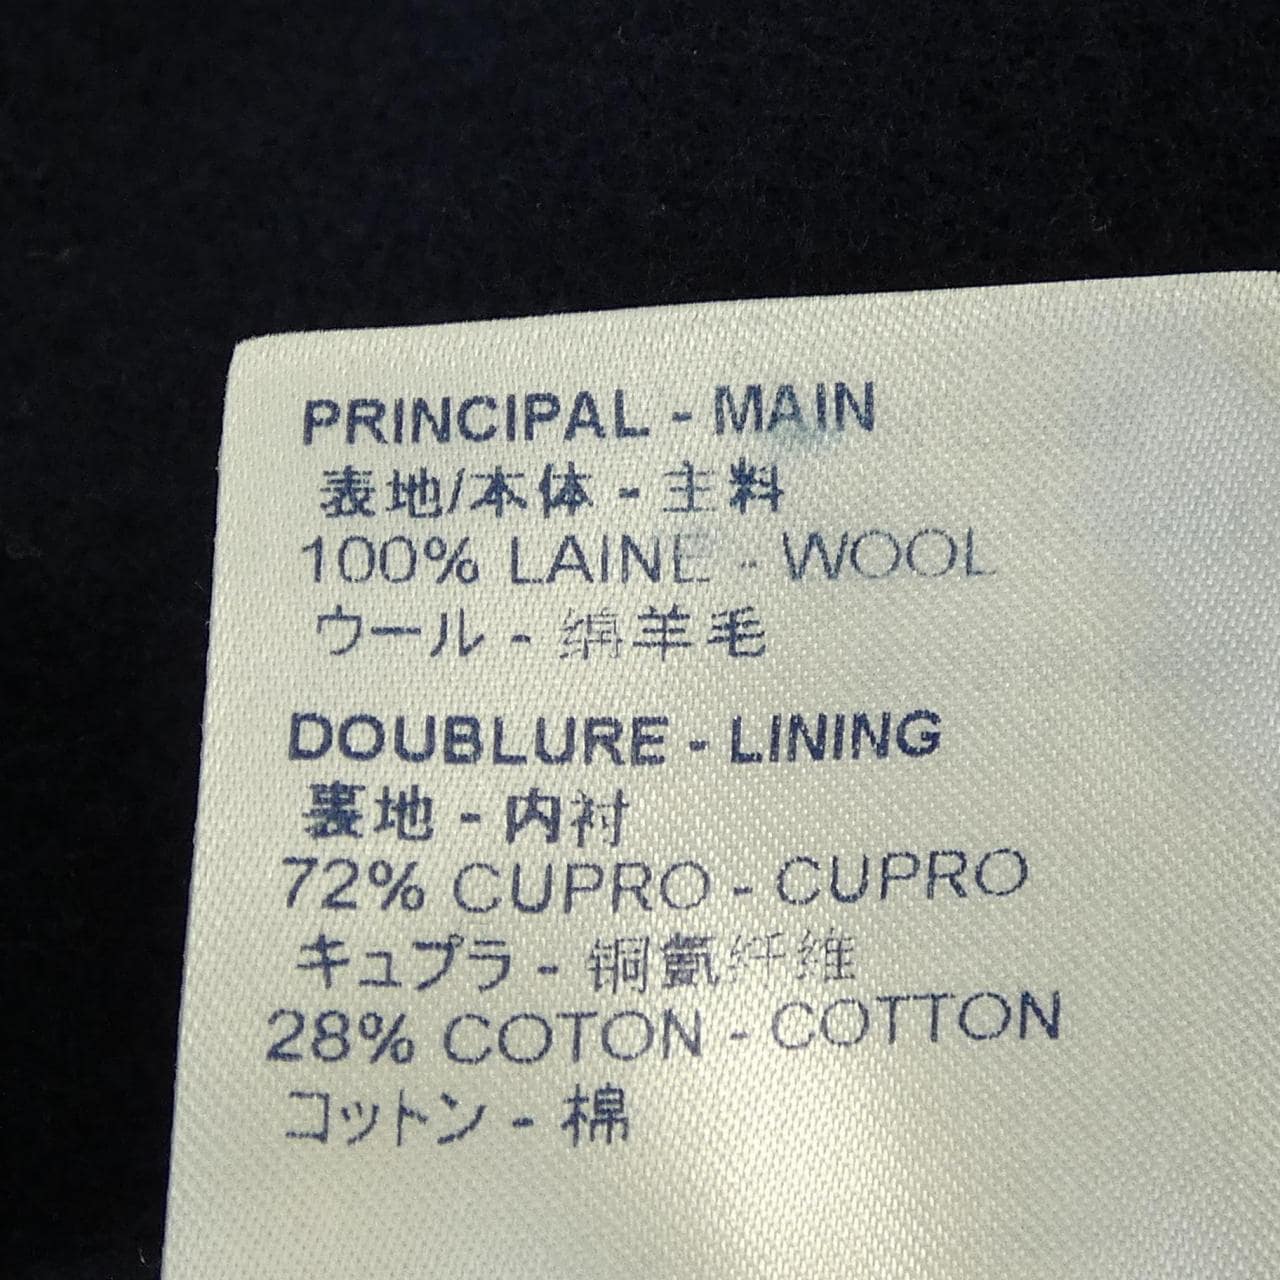 PRINCIPAL - MAIN
表地/本体 - 主料
100% LAINE - WOOL
ウール - 绵羊毛
DOUBLURE - LINING
裏地 - 内衬
72% CUPRO - CUPRO
キュプラ - 铜氨纤维
28% COTON - COTTON
コットン - 棉